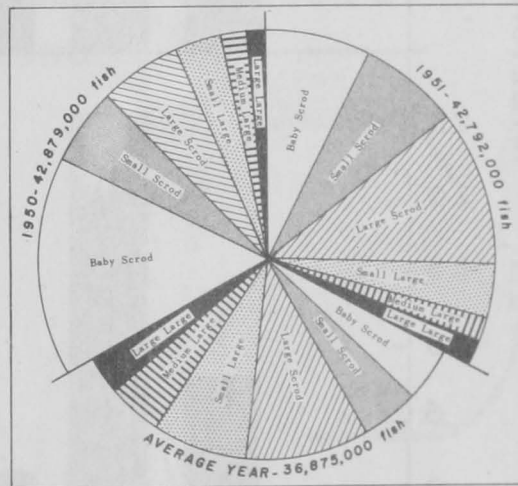 1950-42,879,000 fish
Baby Scrod
Small Scrod
Large Scrod
Small Large
Medium Large
Large Large
1951-42,792,000 fish
Baby Scrod
Small Scrod
Large Scrod
Small Large
Medium Large
Large Large
Baby Scrod
Small Scrod
Large Scrod
Small Large
Medium Large
Large Large
AVERAGE YEAR-36,875,000 fish